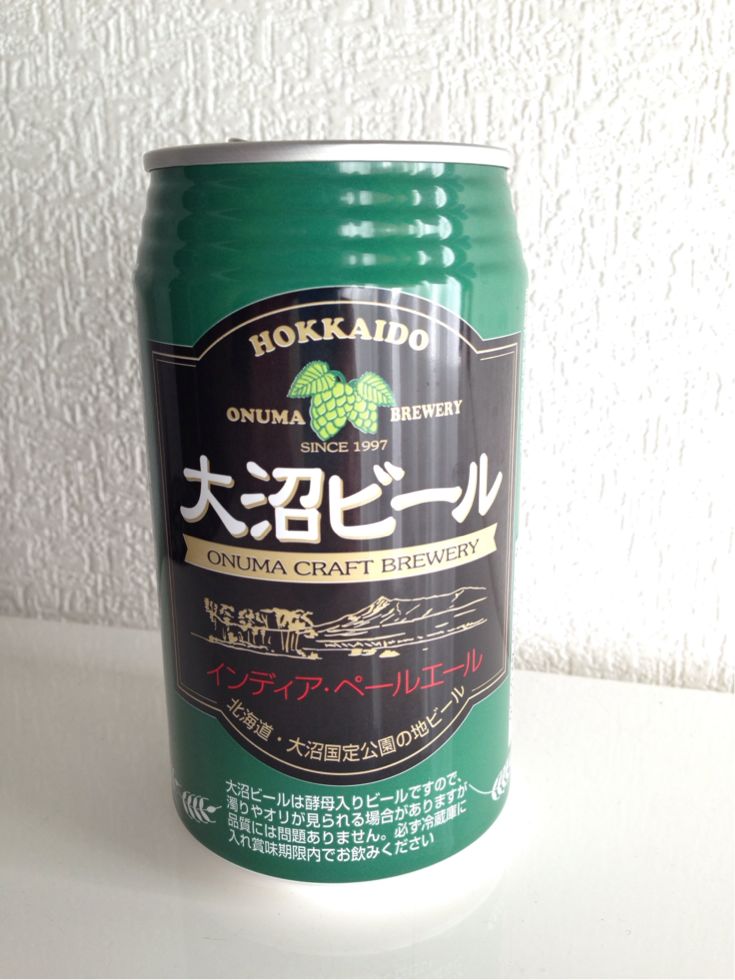 HOKKAIDO
ONUMA BREWERY
SINCE 1997
大沼ビール
ONUMA CRAFT BREWERY
インディア・ペールエール
北海道・大沼国定公園の地ビール
大沼ビールは酵母入りビールですので、
濁りやオリが見られる場合がありますが
品質には問題ありません。必ず冷蔵庫に
入れ賞味期限内でお飲みください